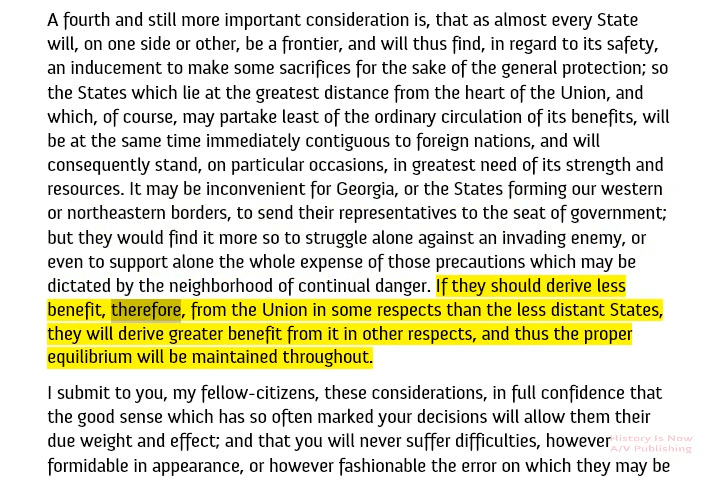 A fourth and still more important consideration is, that as almost every State
will, on one side or other, be a frontier, and will thus find, in regard to its safety,
an inducement to make some sacrifices for the sake of the general protection; so
the States which lie at the greatest distance from the heart of the Union, and
which, of course, may partake least of the ordinary circulation of its benefits, will
be at the same time immediately contiguous to foreign nations, and will
consequently stand, on particular occasions, in greatest need of its strength and
resources. It may be inconvenient for Georgia, or the States forming our western
or northeastern borders, to send their representatives to the seat of government;
but they would find it more so to struggle alone against an invading enemy, or
even to support alone the whole expense of those precautions which may be
dictated by the neighborhood of continual danger. If they should derive less
benefit, therefore, from the Union in some respects than the less distant States,
they will derive greater benefit from it in other respects, and thus the proper
equilibrium will be maintained throughout.
I submit to you, my fellow-citizens, these considerations, in full confidence that
the good sense which has so often marked your decisions will allow them their
due weight and effect; and that you will never suffer difficulties, however
formidable in appearance, or however fashionable the error on which they may be
History Is Now
A/V Publishing